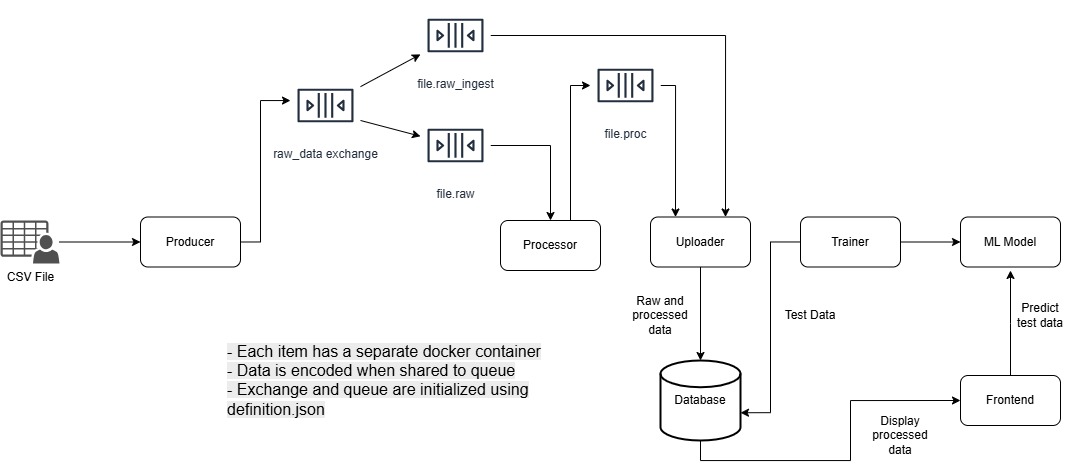 file.raw_ingest
file.proc
raw_data exchange
file.raw
Producer
Processor
Uploader
Trainer
ML Model
CSV File
Raw and
processed
data
Test Data
Predict
test data
- Each item has a separate docker container
- Data is encoded when shared to queue
- Exchange and queue are initialized using
definition.json
Database
Frontend
Display
processed
data